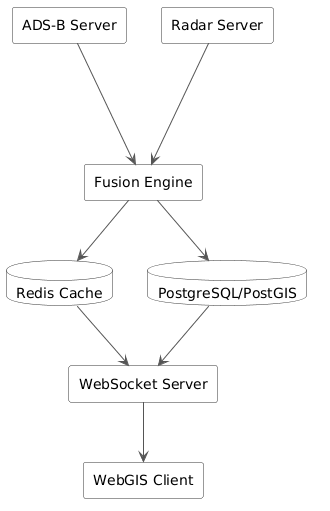 ADS-B Server
Radar Server
Fusion Engine
Redis Cache
PostgreSQL/PostGIS
WebSocket Server
WebGIS Client